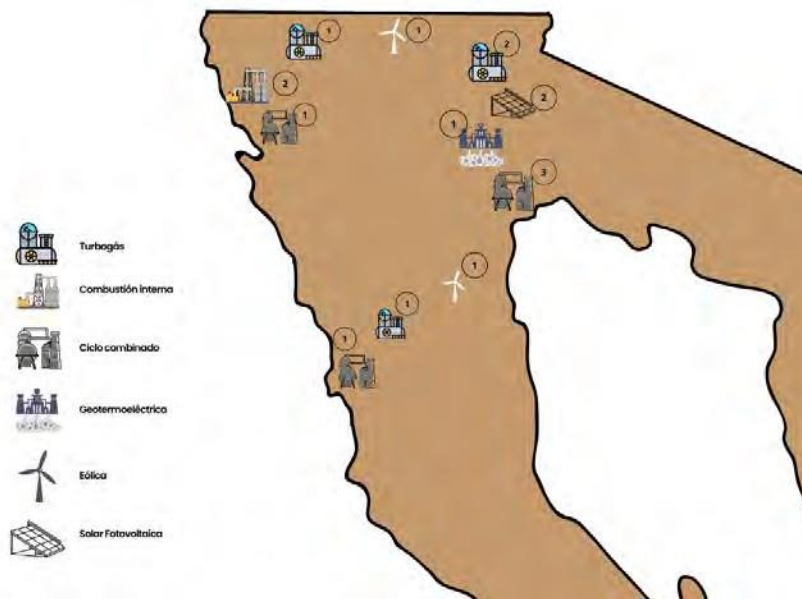 1
1
2
2
2
1
1
3
1
1
1
Turbogás
Combustión interna
Ciclo combinado
Geotermoeléctrica
Eólica
Solar Fotovoltaica